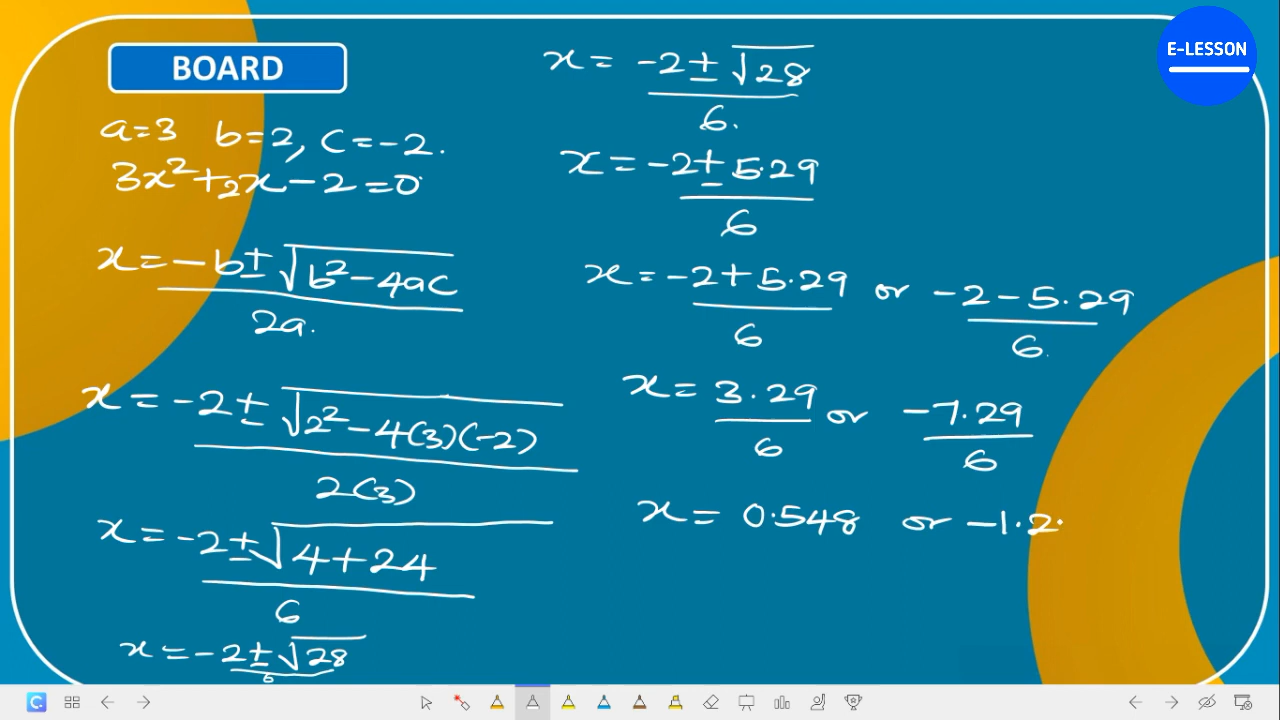 BOARD
E-LESSON
a=3 b=2, c=-2.
3x²+2x-2=0
x=-b±√b²-4ac
2a.
x=-2±√2²-4(3)(-2)
2(3)
x=-2±√4+24
6
x=-2±√28
6
x=-2±√28
6.
x=-2±5.29
6
x=-2+5.29 or -2-5.29
6 6.
x=3.29 or -7.29
6 6
x=0.548 or -1.2